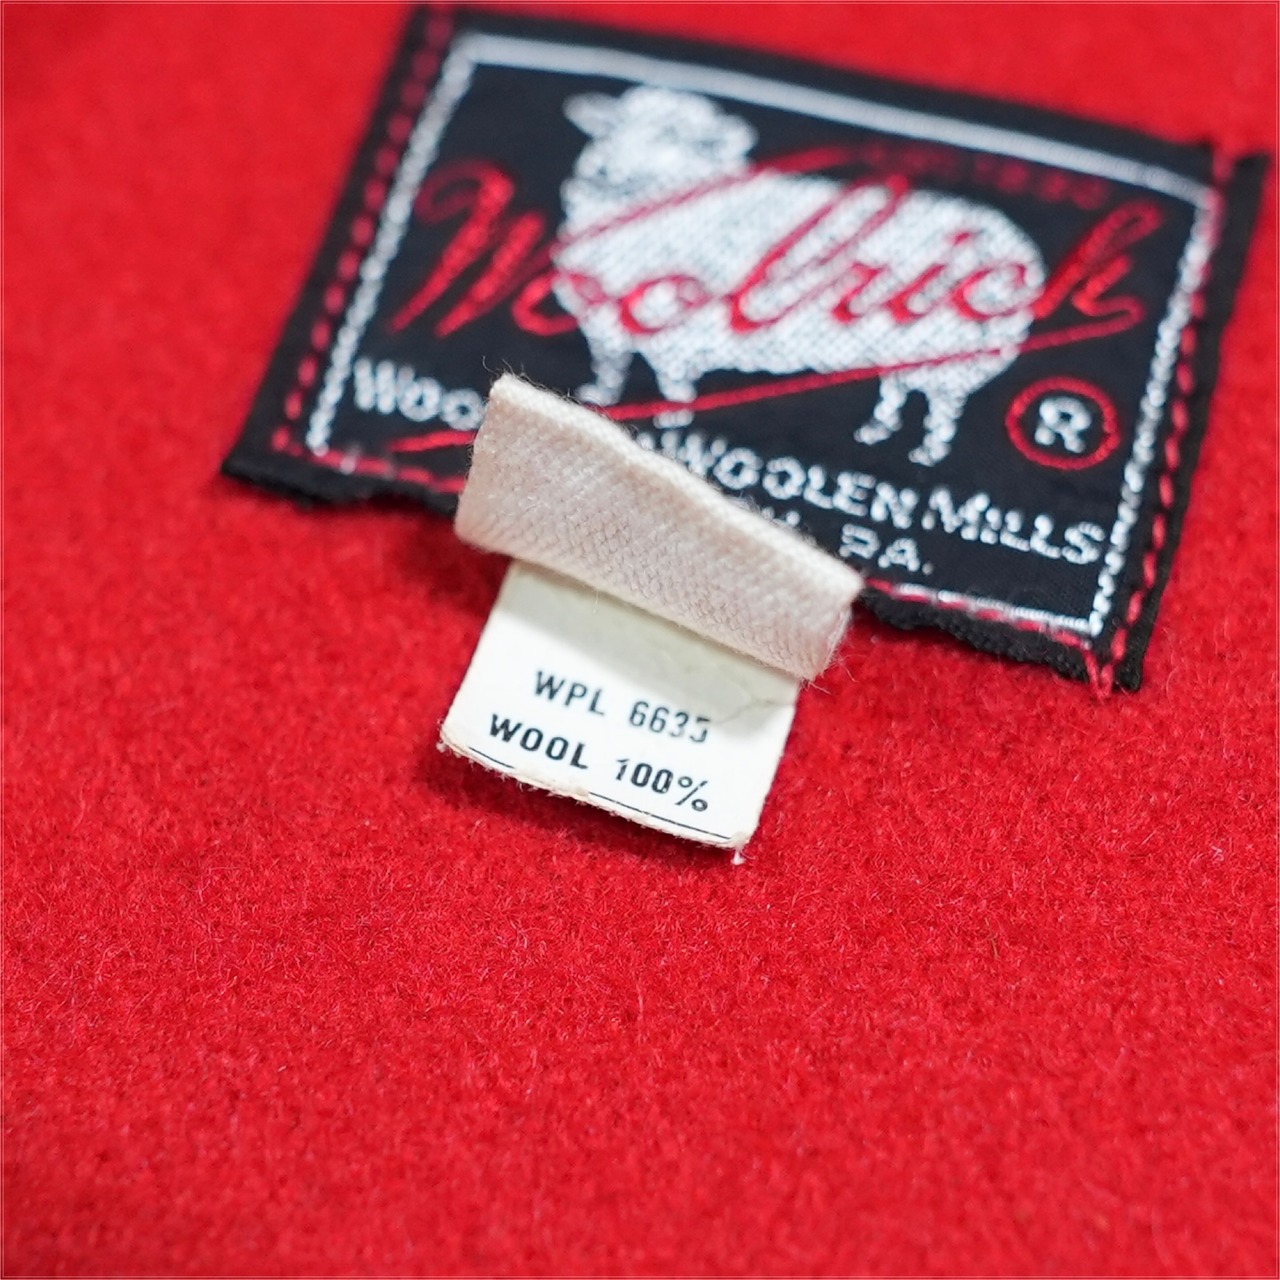 Woolrich
®
WOOLEN MILLS
PA.
WPL 6635
WOOL 100%